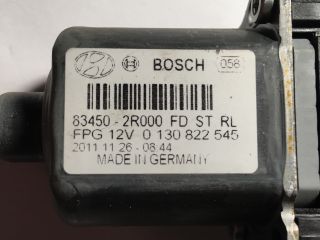 BOSCH 058
83450 - 2R000 FD ST RL
FPG 12V 0 130 822 545
2011 11 26 - 08:44
MADE IN GERMANY